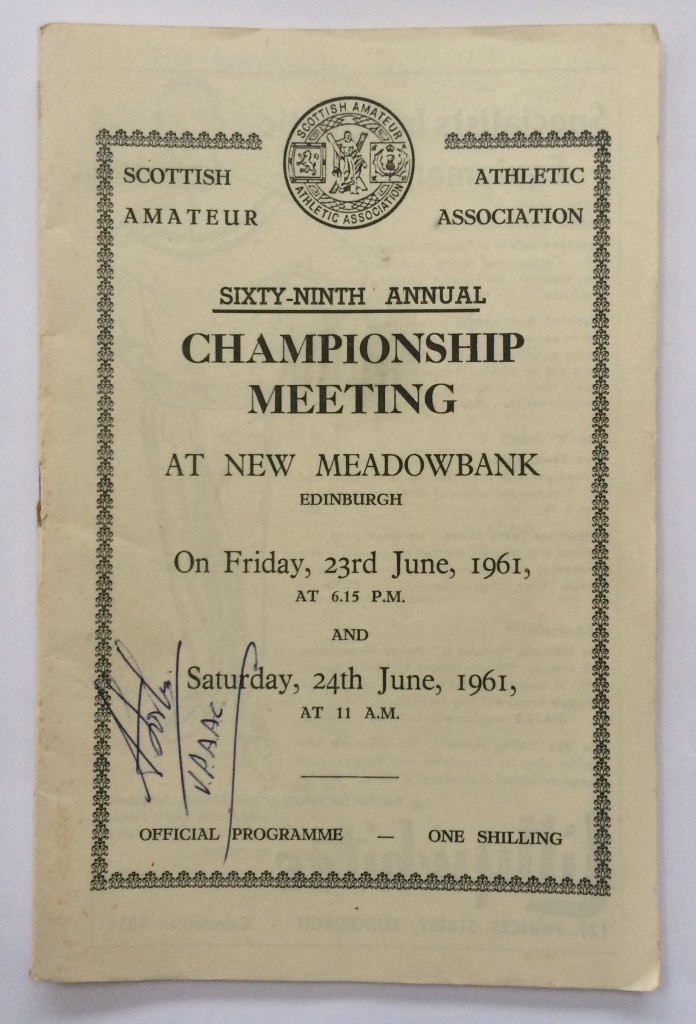 SCOTTISH AMATEUR
ATHLETIC ASSOCIATION
SCOTTISH
AMATEUR
ATHLETIC
ASSOCIATION
SIXTY-NINTH ANNUAL
CHAMPIONSHIP
MEETING
AT NEW MEADOWBANK
EDINBURGH
On Friday, 23rd June, 1961,
AT 6.15 P.M.
AND
Saturday, 24th June, 1961,
AT 11 A.M.
V.P.A.A.C.
OFFICIAL PROGRAMME — ONE SHILLING